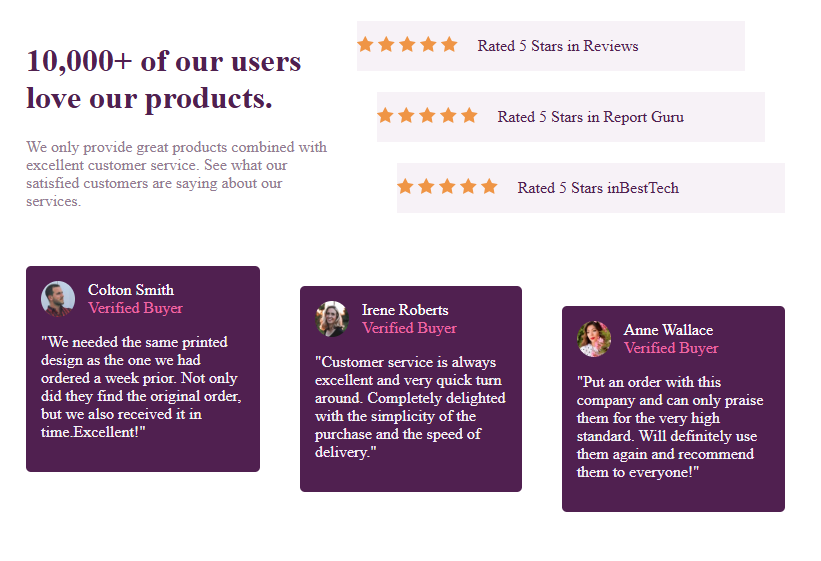 10,000+ of our users
love our products.
We only provide great products combined with
excellent customer service. See what our
satisfied customers are saying about our
services.
Rated 5 Stars in Reviews
Rated 5 Stars in Report Guru
Rated 5 Stars inBestTech
Colton Smith
Verified Buyer
"We needed the same printed
design as the one we had
ordered a week prior. Not only
did they find the original order,
but we also received it in
time.Excellent!"
Irene Roberts
Verified Buyer
"Customer service is always
excellent and very quick turn
around. Completely delighted
with the simplicity of the
purchase and the speed of
delivery."
Anne Wallace
Verified Buyer
"Put an order with this
company and can only praise
them for the very high
standard. Will definitely use
them again and recommend
them to everyone!"